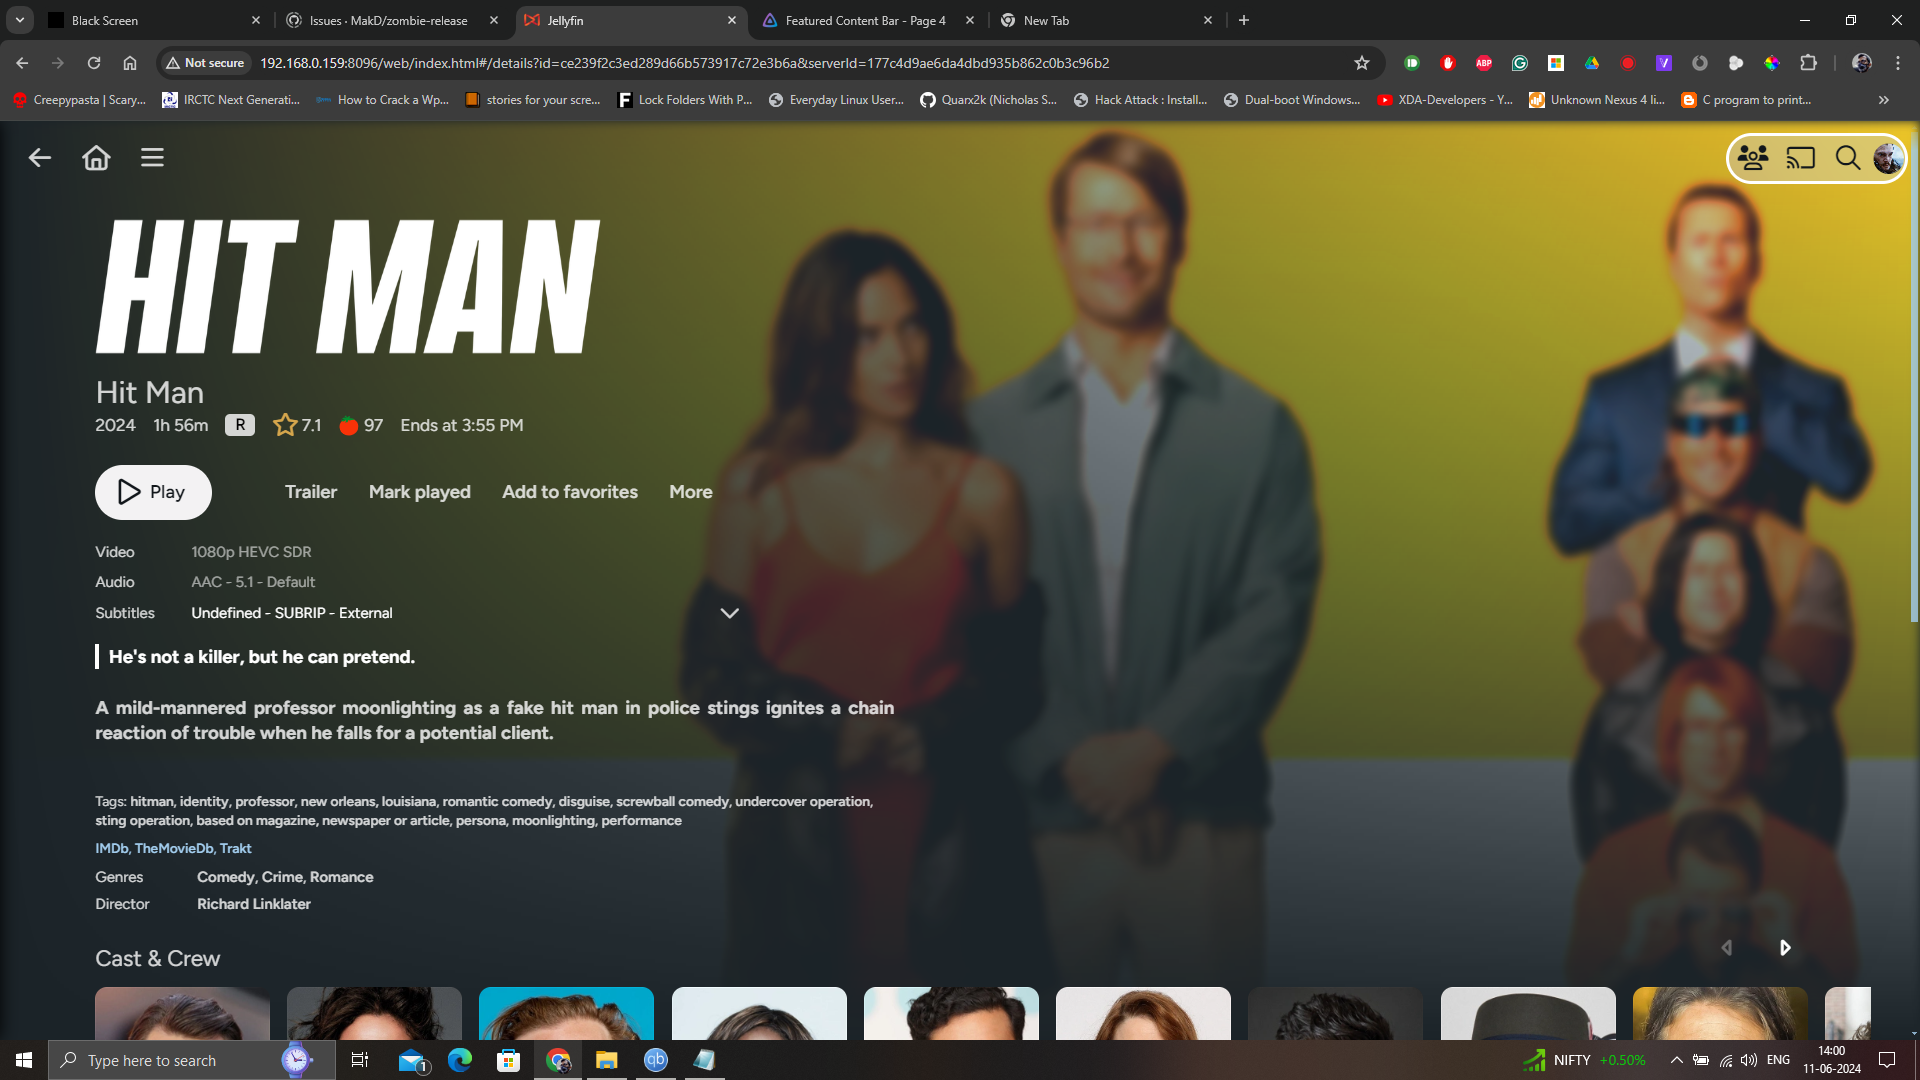 Black Screen
Issues · MakD/zombie-release
Jellyfin
Featured Content Bar - Page 4
New Tab
Not secure
192.168.0.159:8096/web/index.html#/details?id=ce239f2c3ed289d66b573917c72e3b6a&serverId=177c4d9ae6da4dbd935b862c0b3c96b2
ABP
Creepypasta | Scary...
IRCTC Next Generati...
How to Crack a Wp...
stories for your scre...
Lock Folders With P...
Everyday Linux User...
Quarx2k (Nicholas S...
Hack Attack : Install...
Dual-boot Windows...
XDA-Developers - Y...
Unknown Nexus 4 li...
C program to print...
HIT MAN
Hit Man
2024 1h 56m R 7.1 97 Ends at 3:55 PM
Play Trailer Mark played Add to favorites More
Video 1080p HEVC SDR
Audio AAC - 5.1 - Default
Subtitles Undefined - SUBRIP - External
He's not a killer, but he can pretend.
A mild-mannered professor moonlighting as a fake hit man in police stings ignites a chain
reaction of trouble when he falls for a potential client.
Tags: hitman, identity, professor, new orleans, louisiana, romantic comedy, disguise, screwball comedy, undercover operation,
sting operation, based on magazine, newspaper or article, persona, moonlighting, performance
IMDb, TheMovieDb, Trakt
Genres Comedy, Crime, Romance
Director Richard Linklater
Cast & Crew
Type here to search
1
qb
NIFTY +0.50%
ENG
14:00
11-06-2024